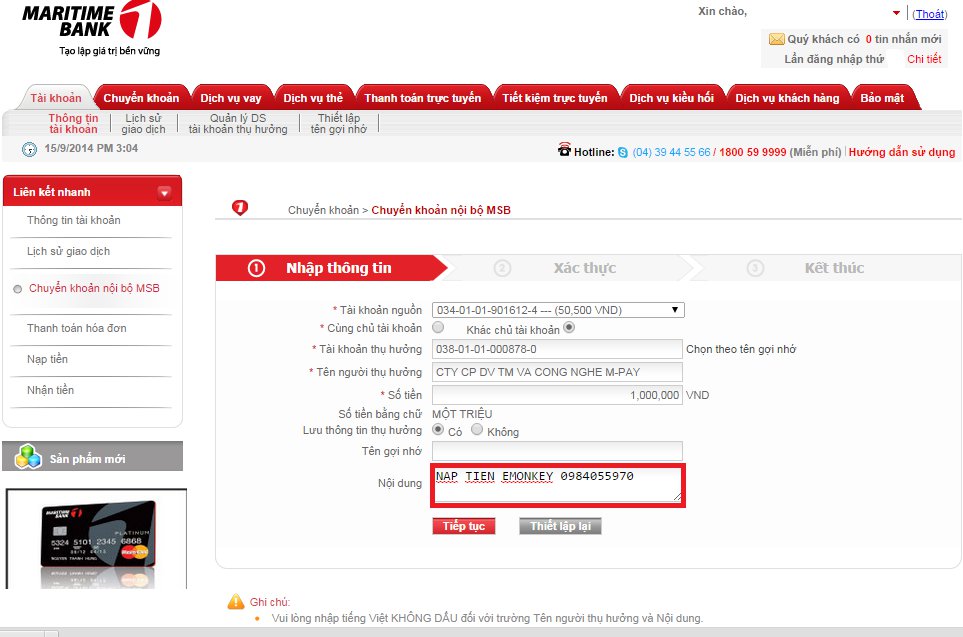 MARITIME
BANK
Tạo lập giá trị bền vững
Xin chào,
(Thoát)
Quý khách có 0 tin nhắn mới
Lần đăng nhập thứ
Chi tiết
Tài khoản
Chuyển khoản
Dịch vụ vay
Dịch vụ thẻ
Thanh toán trực tuyến
Tiết kiệm trực tuyến
Dịch vụ kiều hối
Dịch vụ khách hàng
Bảo mật
Thông tin
tài khoản
Lịch sử
giao dịch
Quản lý DS
tài khoản thụ hưởng
Thiết lập
tên gợi nhớ
15/9/2014 PM 3:04
Hotline: (04) 39 44 55 66 / 1800 59 9999 (Miễn phí) Hướng dẫn sử dụng
Liên kết nhanh
Thông tin tài khoản
Lịch sử giao dịch
Chuyển khoản nội bộ MSB
Thanh toán hóa đơn
Nạp tiền
Nhận tiền
Sản phẩm mới
MARITIME
BANK
PLATINUM
5324 5101 2345 6868
NGUYEN THANH HUNG
MasterCard
Chuyển khoản > Chuyển khoản nội bộ MSB
1 Nhập thông tin
2 Xác thực
3 Kết thúc
* Tài khoản nguồn 034-01-01-901612-4 --- (50,500 VND)
* Cùng chủ tài khoản Khác chủ tài khoản
* Tài khoản thụ hưởng 038-01-01-000878-0 Chọn theo tên gợi nhớ
* Tên người thụ hưởng CTY CP DV TM VA CONG NGHE M-PAY
* Số tiền 1,000,000 VND
Số tiền bằng chữ MỘT TRIỆU
Lưu thông tin thụ hưởng Có Không
Tên gợi nhớ
Nội dung NAP TIEN EMONKEY 0984055970
Tiếp tục
Thiết lập lại
Ghi chú:
Vui lòng nhập tiếng Việt KHÔNG DẤU đối với trường Tên người thụ hưởng và Nội dung.